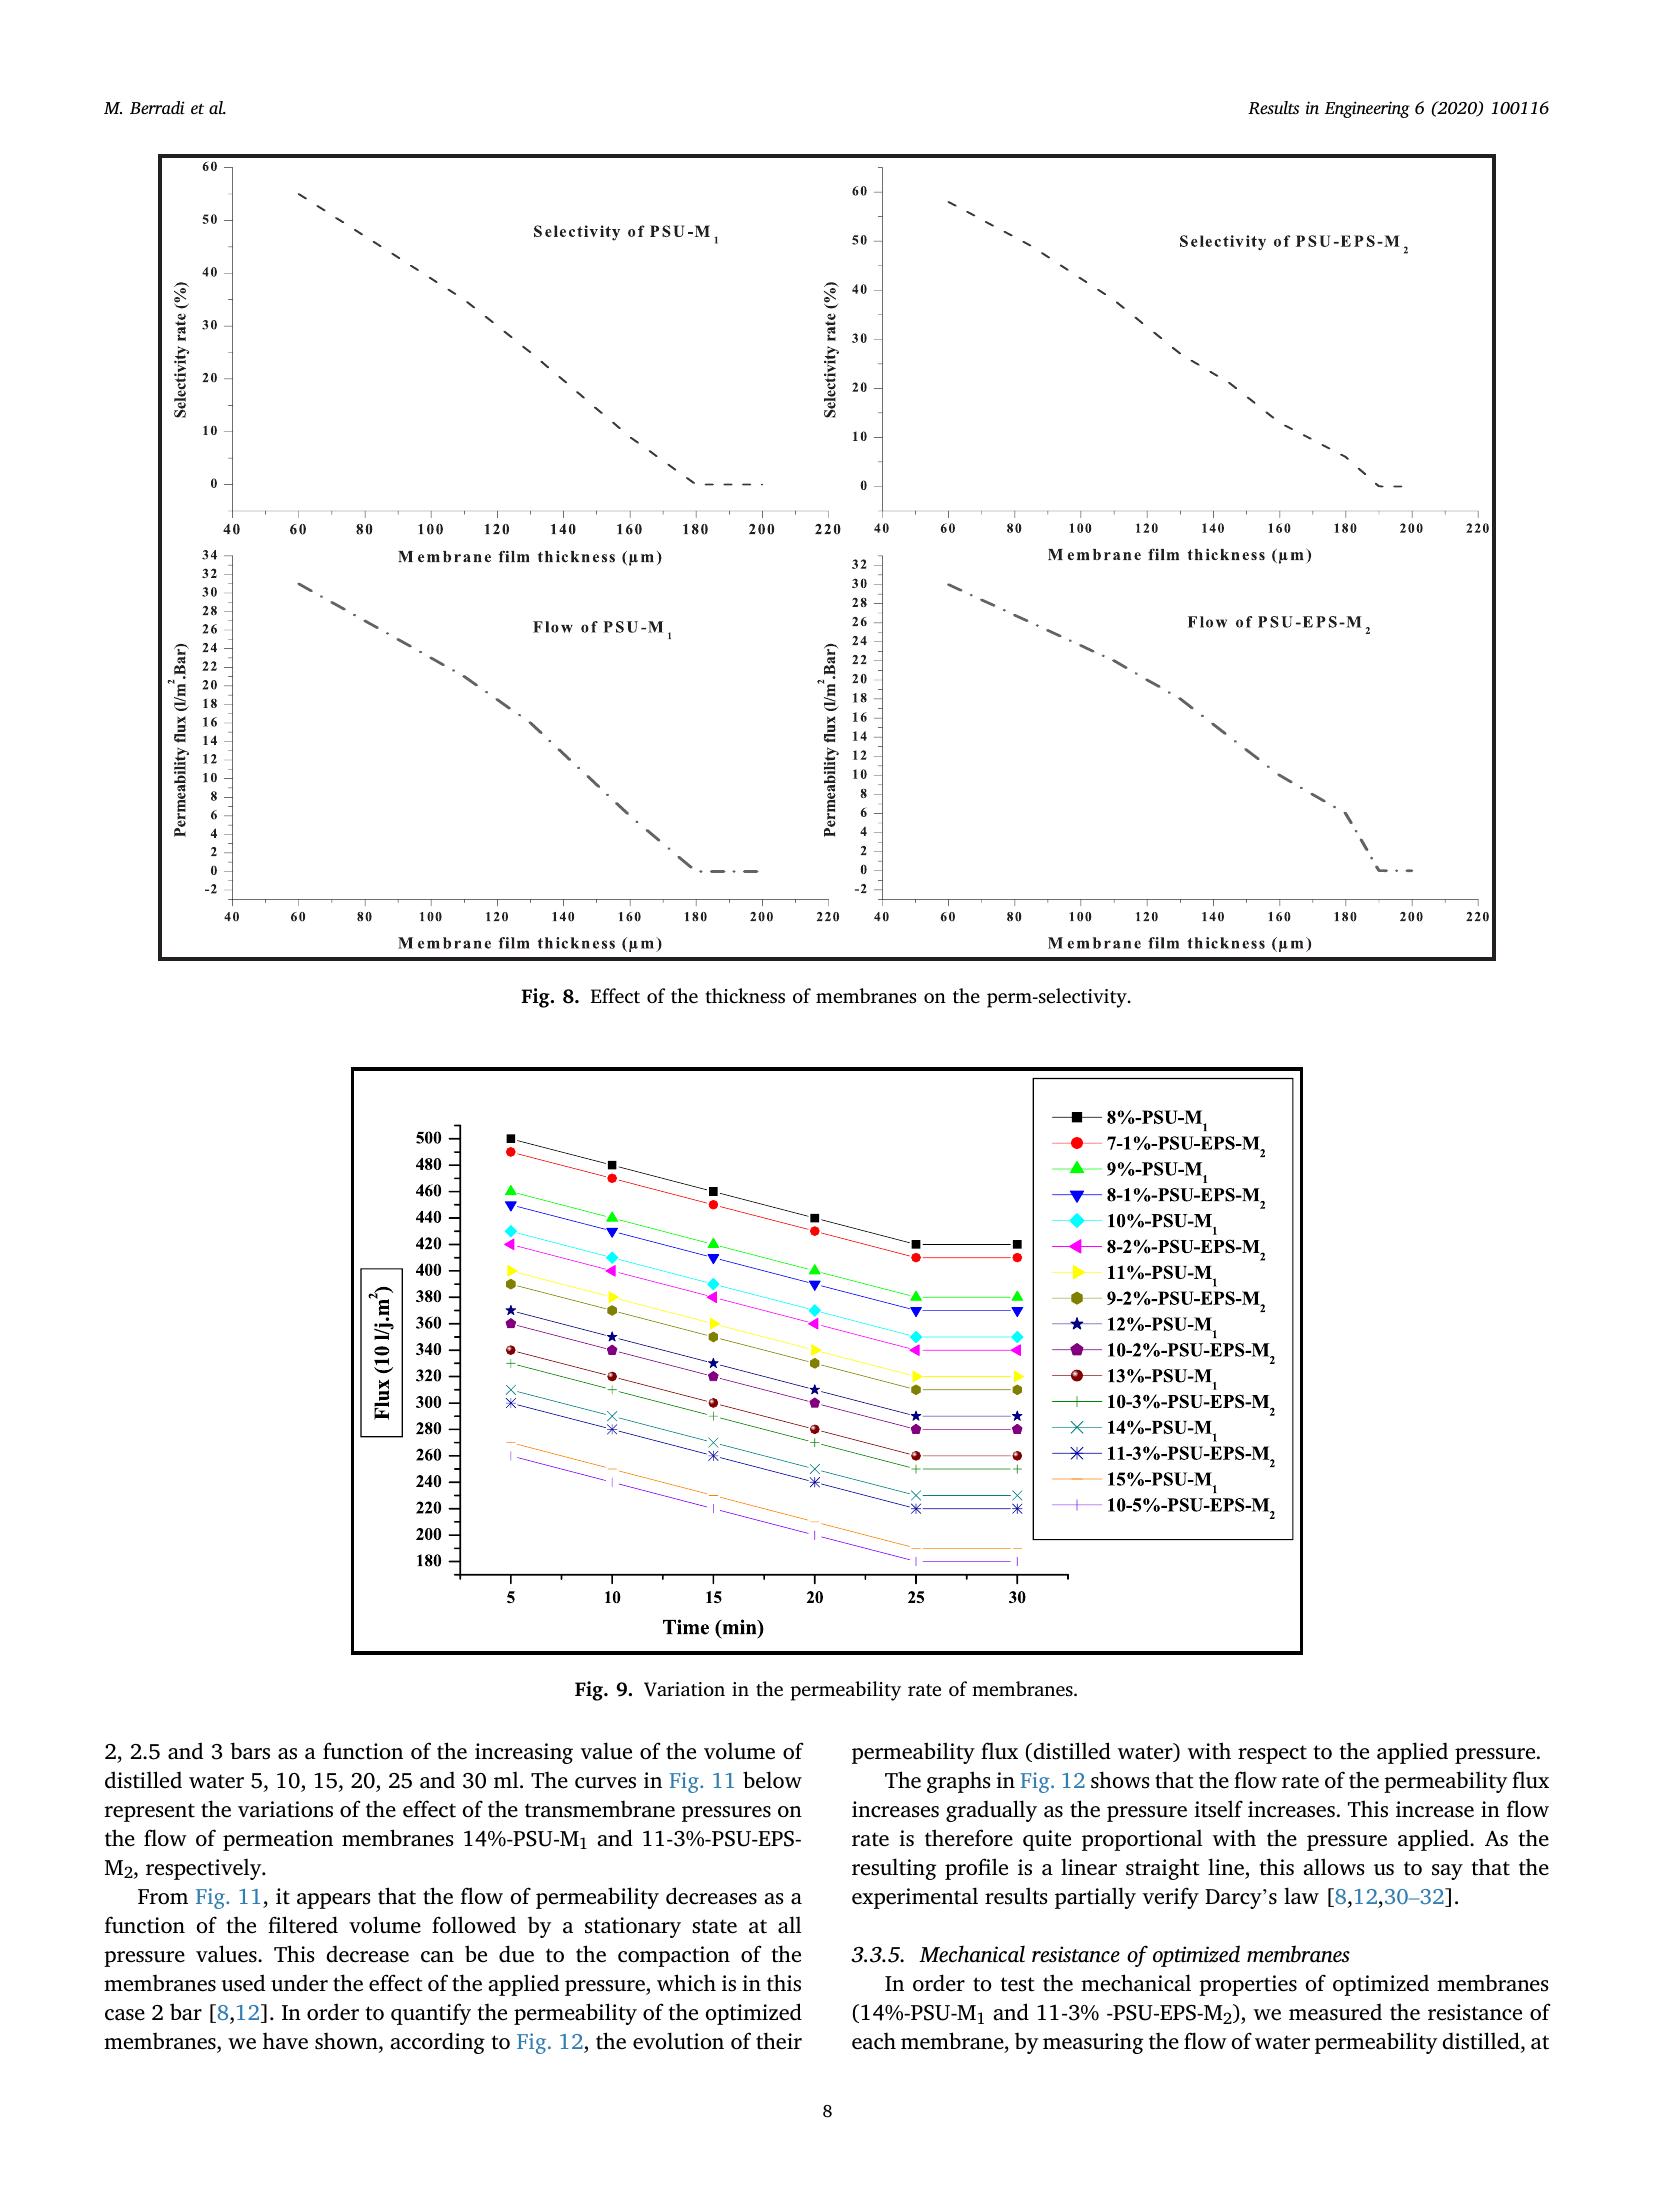 M. Berradi et al.
Results in Engineering 6 (2020) 100116
60
50
40
30
20
10
0
Selectivity rate (%)
Selectivity of PSU-M1
40 60 80 100 120 140 160 180 200 220
Membrane film thickness (µm)
60
50
40
30
20
10
0
Selectivity rate (%)
Selectivity of PSU-EPS-M2
40 60 80 100 120 140 160 180 200 220
Membrane film thickness (µm)
34
32
30
28
26
24
22
20
18
16
14
12
10
8
6
4
2
0
-2
Permeability flux (l/m2.Bar)
Flow of PSU-M1
40 60 80 100 120 140 160 180 200 220
Membrane film thickness (µm)
32
30
28
26
24
22
20
18
16
14
12
10
8
6
4
2
0
-2
Permeability flux (l/m2.Bar)
Flow of PSU-EPS-M2
40 60 80 100 120 140 160 180 200 220
Membrane film thickness (µm)
Fig. 8. Effect of the thickness of membranes on the perm-selectivity.
500
480
460
440
420
400
380
360
340
320
300
280
260
240
220
200
180
Flux (10 l/j.m2)
5 10 15 20 25 30
Time (min)
8%-PSU-M1
7-1%-PSU-EPS-M2
9%-PSU-M1
8-1%-PSU-EPS-M2
10%-PSU-M1
8-2%-PSU-EPS-M2
11%-PSU-M1
9-2%-PSU-EPS-M2
12%-PSU-M1
10-2%-PSU-EPS-M2
13%-PSU-M1
10-3%-PSU-EPS-M2
14%-PSU-M1
11-3%-PSU-EPS-M2
15%-PSU-M1
10-5%-PSU-EPS-M2
Fig. 9. Variation in the permeability rate of membranes.
2, 2.5 and 3 bars as a function of the increasing value of the volume of
distilled water 5, 10, 15, 20, 25 and 30 ml. The curves in Fig. 11 below
represent the variations of the effect of the transmembrane pressures on
the flow of permeation membranes 14%-PSU-M1 and 11-3%-PSU-EPS-
M2, respectively.
From Fig. 11, it appears that the flow of permeability decreases as a
function of the filtered volume followed by a stationary state at all
pressure values. This decrease can be due to the compaction of the
membranes used under the effect of the applied pressure, which is in this
case 2 bar [8,12]. In order to quantify the permeability of the optimized
membranes, we have shown, according to Fig. 12, the evolution of their
permeability flux (distilled water) with respect to the applied pressure.
The graphs in Fig. 12 shows that the flow rate of the permeability flux
increases gradually as the pressure itself increases. This increase in flow
rate is therefore quite proportional with the pressure applied. As the
resulting profile is a linear straight line, this allows us to say that the
experimental results partially verify Darcy's law [8,12,30–32].
3.3.5. Mechanical resistance of optimized membranes
In order to test the mechanical properties of optimized membranes
(14%-PSU-M1 and 11-3% -PSU-EPS-M2), we measured the resistance of
each membrane, by measuring the flow of water permeability distilled, at
8